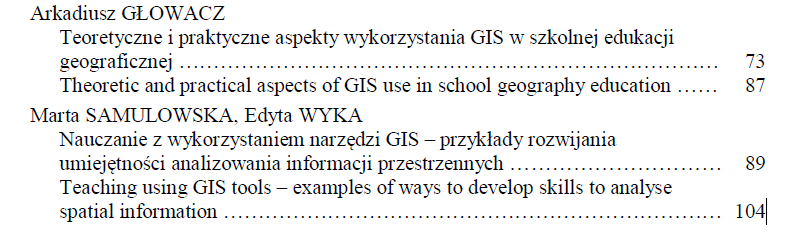 Arkadiusz GŁOWACZ
Teoretyczne i praktyczne aspekty wykorzystania GIS w szkolnej edukacji
geograficznej ……………………………………………………………… 73
Theoretic and practical aspects of GIS use in school geography education …… 87
Marta SAMULOWSKA, Edyta WYKA
Nauczanie z wykorzystaniem narzędzi GIS – przykłady rozwijania
umiejętności analizowania informacji przestrzennych ………………………… 89
Teaching using GIS tools – examples of ways to develop skills to analyse
spatial information ………………………………………………………… 104